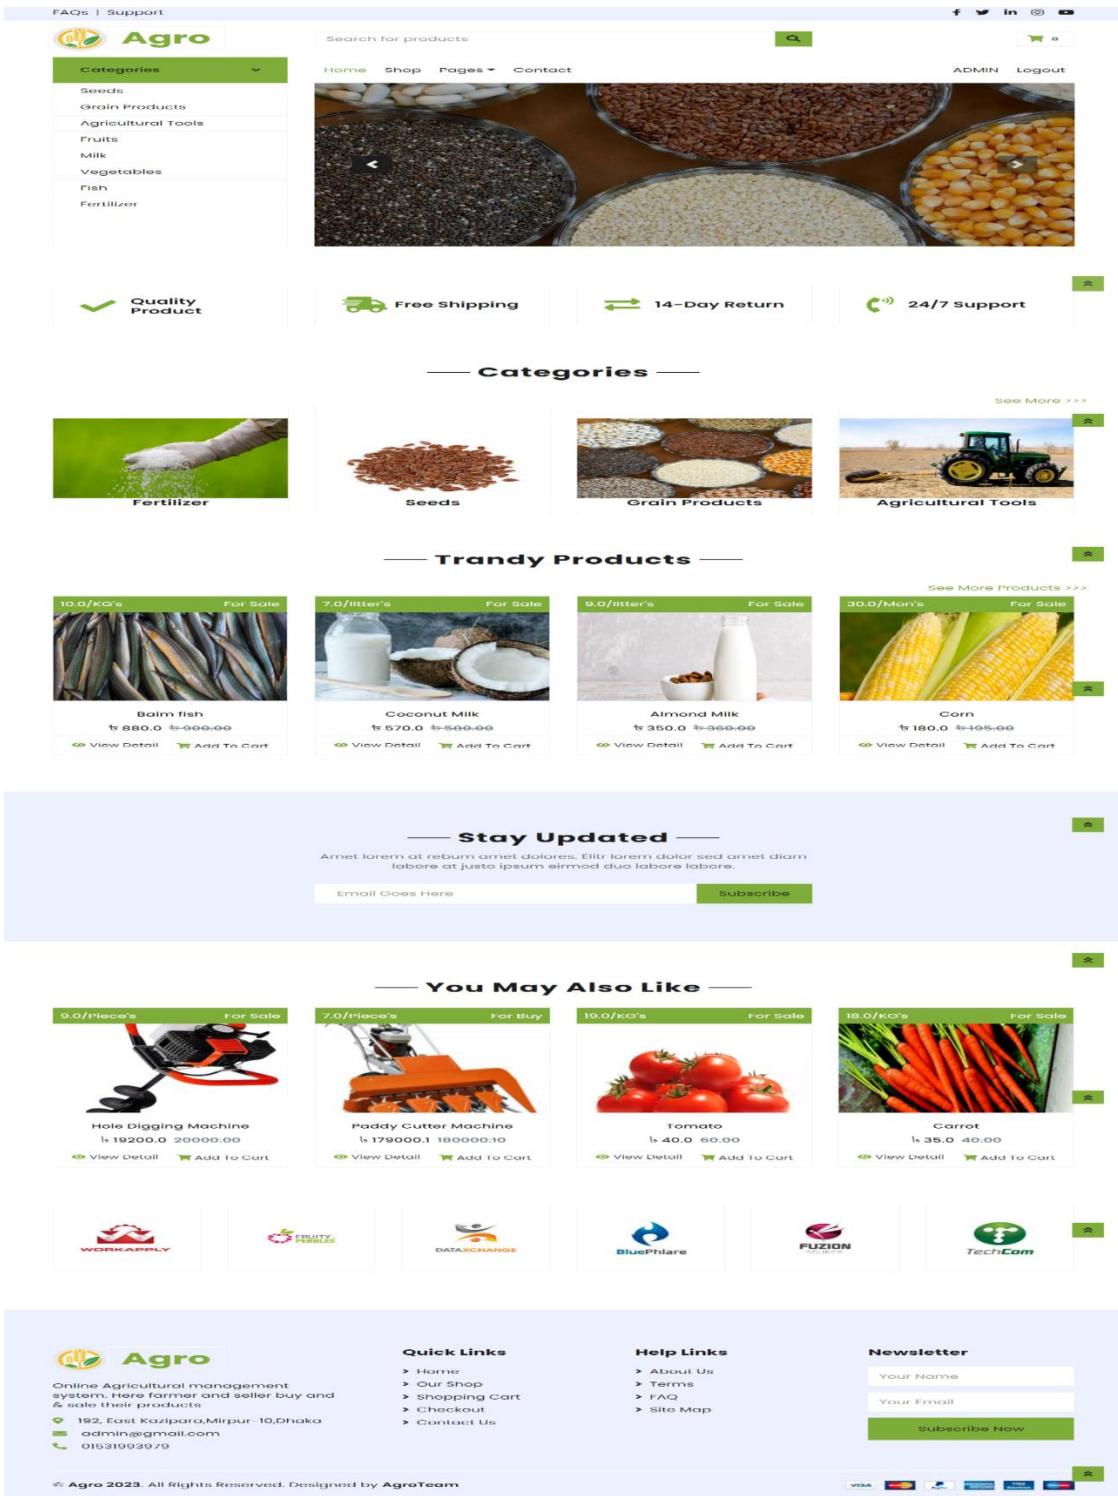 FAQs | Support
Agro
Search for products
0
Categories
Home Shop Pages Contact
ADMIN Logout
Seeds
Grain Products
Agricultural Tools
Fruits
Milk
Vegetables
Fish
Fertilizer
Quality
Product
Free Shipping
14-Day Return
24/7 Support
Categories
See More >>>
Fertilizer
Seeds
Grain Products
Agricultural Tools
Trandy Products
See More Products >>>
10.0/KG's For Sale
Baim fish
৳ 880.0 ৳ 900.00
View Detail Add To Cart
7.0/litter's For Sale
Coconut Milk
৳ 570.0 ৳ 580.00
View Detail Add To Cart
9.0/litter's For Sale
Almond Milk
৳ 350.0 ৳ 360.00
View Detail Add To Cart
30.0/Mon's For Sale
Corn
৳ 180.0 ৳ 195.00
View Detail Add To Cart
Stay Updated
Amet lorem at rebum amet dolores. Elitr lorem dolor sed amet diam
labore at justo ipsum eirmod duo labore labore.
Email Goes Here
Subscribe
You May Also Like
9.0/Piece's For Sale
Hole Digging Machine
৳ 19200.0 20000.00
View Detail Add To Cart
7.0/Piece's For Buy
Paddy Cutter Machine
৳ 179000.1 180000.10
View Detail Add To Cart
19.0/KG's For Sale
Tomato
৳ 40.0 60.00
View Detail Add To Cart
18.0/KG's For Sale
Carrot
৳ 35.0 40.00
View Detail Add To Cart
WORKAPPLY
FRUITY
PEBBLES
DATAXCHANGE
BluePhlare
FUZION
TechCom
Agro
Online Agricultural management
system. Here farmer and seller buy and
& sale their products
192, East Kazipara,Mirpur-10,Dhaka
admin@gmail.com
01531993979
Quick Links
Home
Our Shop
Shopping Cart
Checkout
Contact Us
Help Links
About Us
Terms
FAQ
Site Map
Newsletter
Your Name
Your Email
Subscribe Now
© Agro 2023. All Rights Reserved. Designed by AgroTeam
VISA